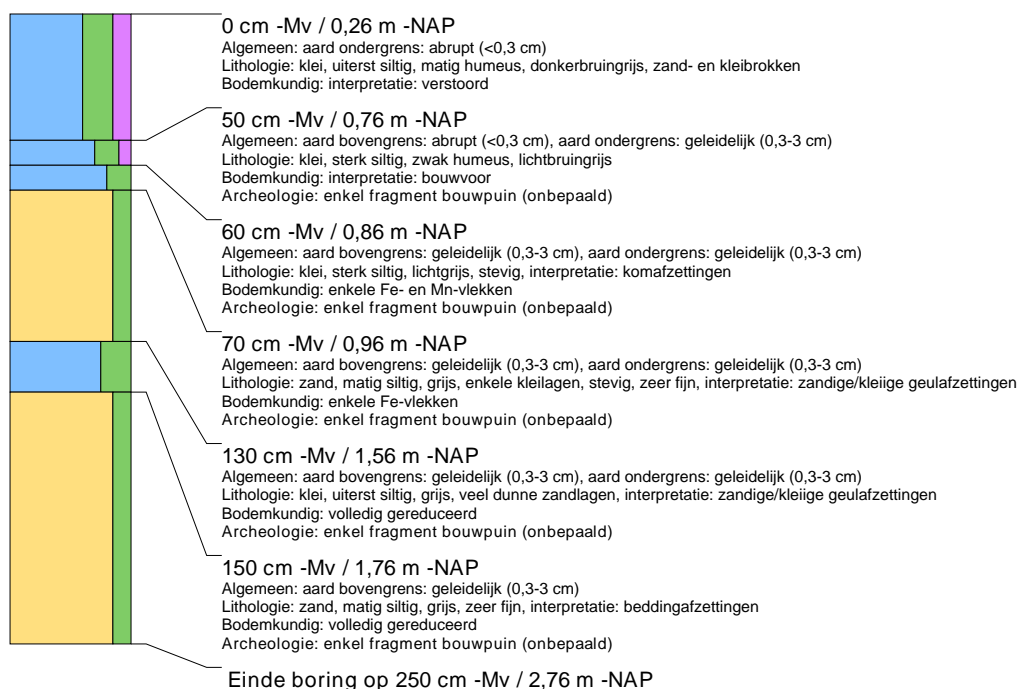 0 cm -Mv / 0,26 m -NAP
Algemeen: aard ondergrens: abrupt (<0,3 cm)
Lithologie: klei, uiterst siltig, matig humeus, donkerbruingrijs, zand- en kleibrokken
Bodemkundig: interpretatie: verstoord
50 cm -Mv / 0,76 m -NAP
Algemeen: aard bovengrens: abrupt (<0,3 cm), aard ondergrens: geleidelijk (0,3-3 cm)
Lithologie: klei, sterk siltig, zwak humeus, lichtbruingrijs
Bodemkundig: interpretatie: bouwvoor
Archeologie: enkel fragment bouwpuin (onbepaald)
60 cm -Mv / 0,86 m -NAP
Algemeen: aard bovengrens: geleidelijk (0,3-3 cm), aard ondergrens: geleidelijk (0,3-3 cm)
Lithologie: klei, sterk siltig, lichtgrijs, stevig, interpretatie: komafzettingen
Bodemkundig: enkele Fe- en Mn-vlekken
Archeologie: enkel fragment bouwpuin (onbepaald)
70 cm -Mv / 0,96 m -NAP
Algemeen: aard bovengrens: geleidelijk (0,3-3 cm), aard ondergrens: geleidelijk (0,3-3 cm)
Lithologie: zand, matig siltig, grijs, enkele kleilagen, stevig, zeer fijn, interpretatie: zandige/kleiige geulafzettingen
Bodemkundig: enkele Fe-vlekken
Archeologie: enkel fragment bouwpuin (onbepaald)
130 cm -Mv / 1,56 m -NAP
Algemeen: aard bovengrens: geleidelijk (0,3-3 cm), aard ondergrens: geleidelijk (0,3-3 cm)
Lithologie: klei, uiterst siltig, grijs, veel dunne zandlagen, interpretatie: zandige/kleiige geulafzettingen
Bodemkundig: volledig gereduceerd
Archeologie: enkel fragment bouwpuin (onbepaald)
150 cm -Mv / 1,76 m -NAP
Algemeen: aard bovengrens: geleidelijk (0,3-3 cm)
Lithologie: zand, matig siltig, grijs, zeer fijn, interpretatie: beddingafzettingen
Bodemkundig: volledig gereduceerd
Archeologie: enkel fragment bouwpuin (onbepaald)
Einde boring op 250 cm -Mv / 2,76 m -NAP